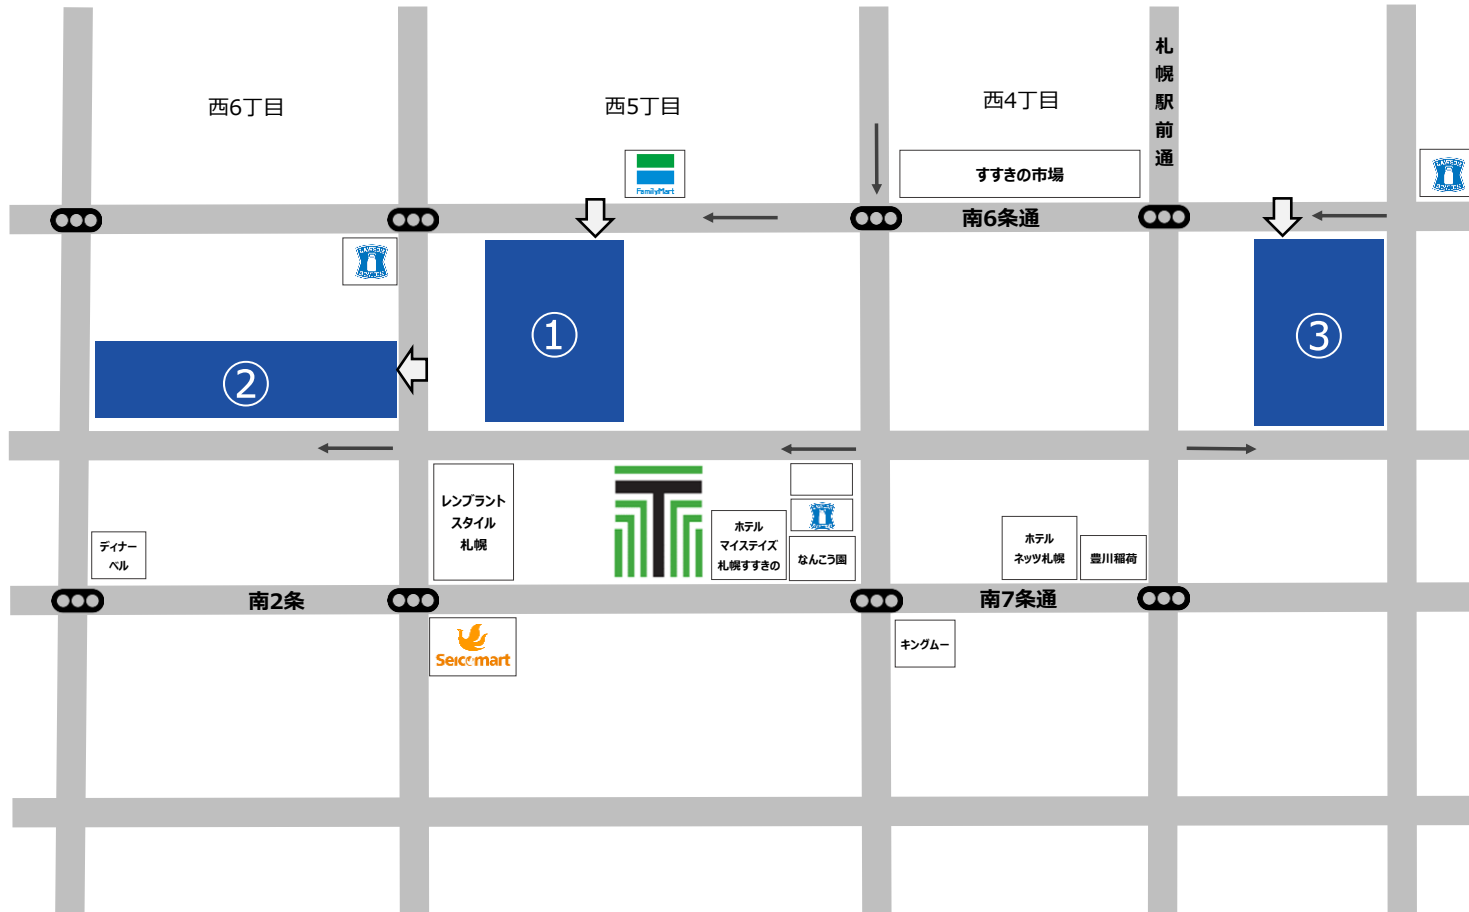 札幌駅前通
西6丁目
西5丁目
西4丁目
FamilyMart
すすきの市場
南6条通
①
②
③
レンブラント
スタイル
札幌
ホテル
マイステイズ
札幌すすきの
なんこう園
ホテル
ネッツ札幌
豊川稲荷
ディナー
ベル
南2条
南7条通
Seicomart
キングムー